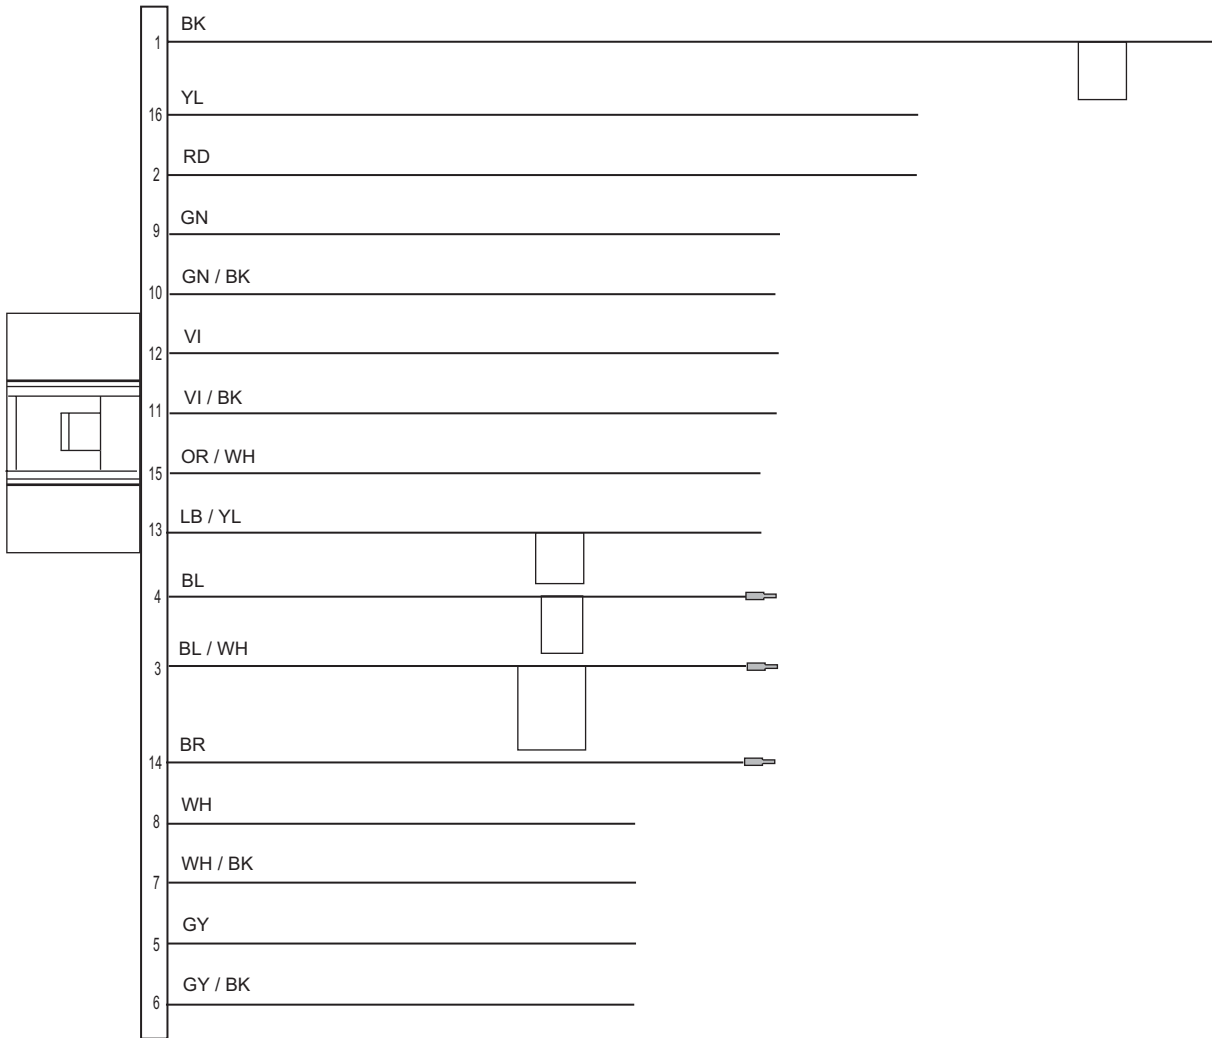 BK
1
YL
16
RD
2
GN
9
GN / BK
10
VI
12
VI / BK
11
OR / WH
15
LB / YL
13
BL
4
BL / WH
3
BR
14
WH
8
WH / BK
7
GY
5
GY / BK
6